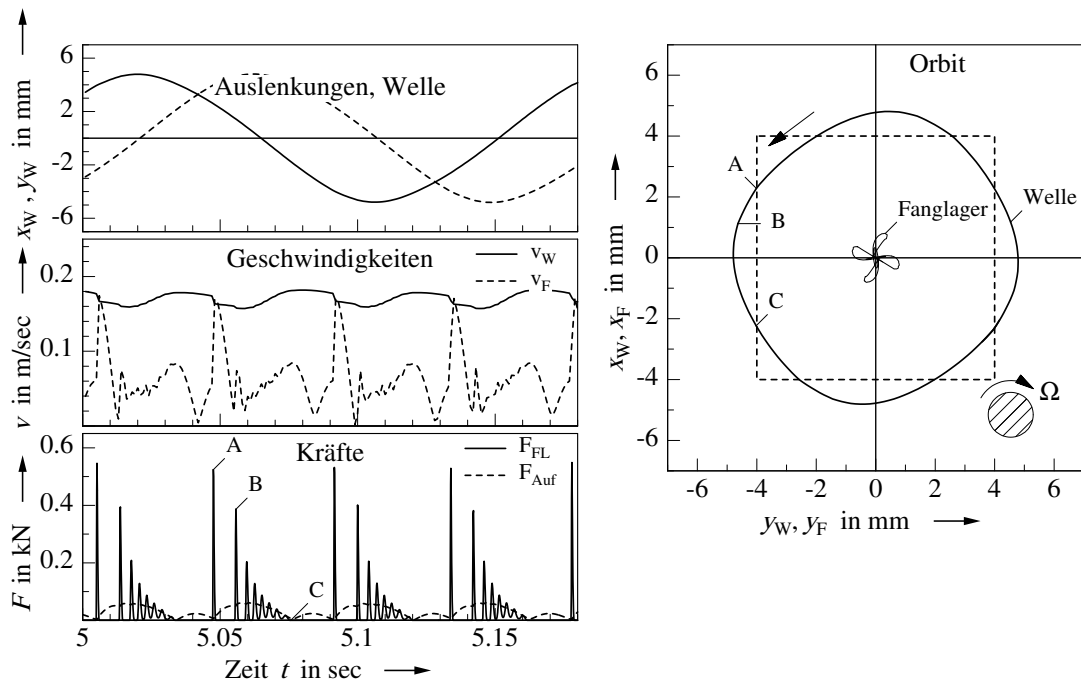 x_W , y_W in mm
6
2
-2
-6
Auslenkungen, Welle
v in m/sec
0.2
0.1
Geschwindigkeiten
v_W
v_F
F in kN
0.6
0.4
0.2
Kräfte
F_FL
F_Auf
A
B
C
5
5.05
5.1
5.15
Zeit t in sec
Orbit
x_W, x_F in mm
6
4
2
0
-2
-4
-6
A
B
C
Fanglager
Welle
Ω
-6
-4
-2
0
2
4
6
y_W, y_F in mm